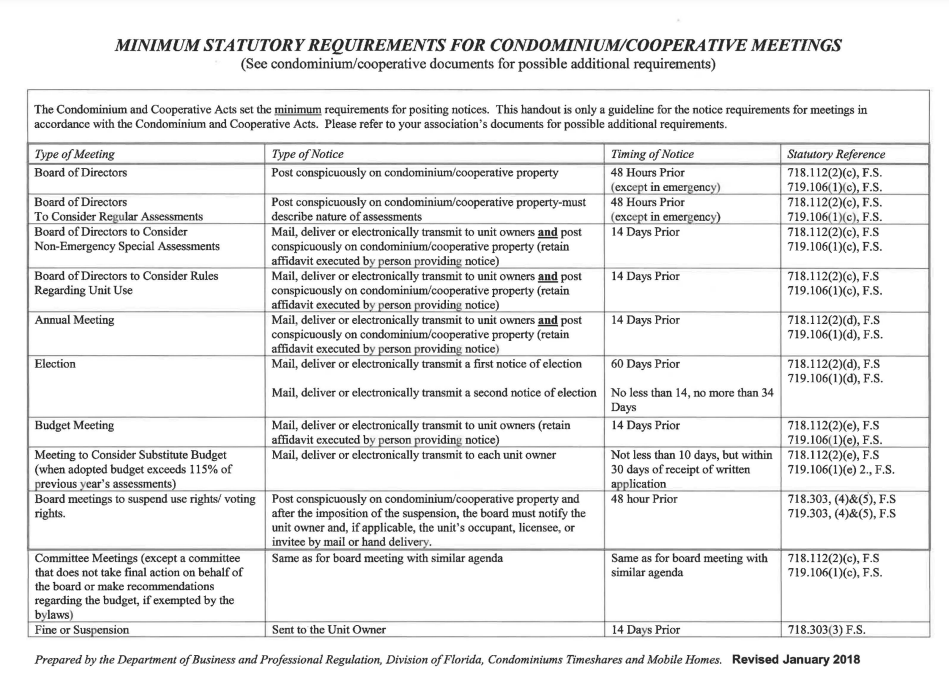 MINIMUM STATUTORY REQUIREMENTS FOR CONDOMINIUM/COOPERATIVE MEETINGS
(See condominium/cooperative documents for possible additional requirements)
The Condominium and Cooperative Acts set the minimum requirements for positing notices. This handout is only a guideline for the notice requirements for meetings in
accordance with the Condominium and Cooperative Acts. Please refer to your association's documents for possible additional requirements.
Type of Meeting Type of Notice Timing of Notice Statutory Reference
Board of Directors Post conspicuously on condominium/cooperative property 48 Hours Prior 718.112(2)(c), F.S.
(except in emergency) 719.106(1)(c), F.S.
Board of Directors Post conspicuously on condominium/cooperative property-must 48 Hours Prior 718.112(2)(c), F.S.
To Consider Regular Assessments describe nature of assessments (except in emergency) 719.106(1)(c), F.S.
Board of Directors to Consider Mail, deliver or electronically transmit to unit owners and post 14 Days Prior 718.112(2)(c), F.S.
Non-Emergency Special Assessments conspicuously on condominium/cooperative property (retain 719.106(1)(c), F.S.
affidavit executed by person providing notice)
Board of Directors to Consider Rules Mail, deliver or electronically transmit to unit owners and post 14 Days Prior 718.112(2)(c), F.S
Regarding Unit Use conspicuously on condominium/cooperative property (retain 719.106(1)(c), F.S.
affidavit executed by person providing notice)
Annual Meeting Mail, deliver or electronically transmit to unit owners and post 14 Days Prior 718.112(2)(d), F.S
conspicuously on condominium/cooperative property (retain 719.106(1)(d), F.S.
affidavit executed by person providing notice)
Election Mail, deliver or electronically transmit a first notice of election 60 Days Prior 718.112(2)(d), F.S
719.106(1)(d), F.S.
Mail, deliver or electronically transmit a second notice of election No less than 14, no more than 34
Days
Budget Meeting Mail, deliver or electronically transmit to unit owners (retain 14 Days Prior 718.112(2)(e), F.S
affidavit executed by person providing notice) 719.106(1)(e), F.S.
Meeting to Consider Substitute Budget Mail, deliver or electronically transmit to each unit owner Not less than 10 days, but within 718.112(2)(e), F.S
(when adopted budget exceeds 115% of 30 days of receipt of written 719.106(1)(e) 2., F.S.
previous year's assessments) application
Board meetings to suspend use rights/ voting Post conspicuously on condominium/cooperative property and 48 hour Prior 718.303, (4)&(5), F.S
rights. after the imposition of the suspension, the board must notify the 719.303, (4)&(5), F.S
unit owner and, if applicable, the unit's occupant, licensee, or
invitee by mail or hand delivery.
Committee Meetings (except a committee Same as for board meeting with similar agenda Same as for board meeting with 718.112(2)(c), F.S
that does not take final action on behalf of similar agenda 719.106(1)(c), F.S.
the board or make recommendations
regarding the budget, if exempted by the
bylaws)
Fine or Suspension Sent to the Unit Owner 14 Days Prior 718.303(3) F.S.
Prepared by the Department of Business and Professional Regulation, Division of Florida, Condominiums Timeshares and Mobile Homes. Revised January 2018